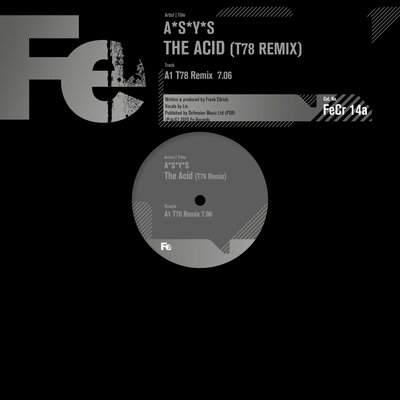 Fe
Artist | Title
A*S*Y*S
THE ACID (T78 REMIX)
Track
A1 T78 Remix 7.06
Written & produced by Frank Ellrich.
Vocals by Liv.
Published by Defensive Music Ltd (PSR)
Cat. No.
FeCr 14a
Artist | Title
A*S*Y*S
The Acid (T78 Remix)
Track
A1 T78 Remix 7.06
Fe